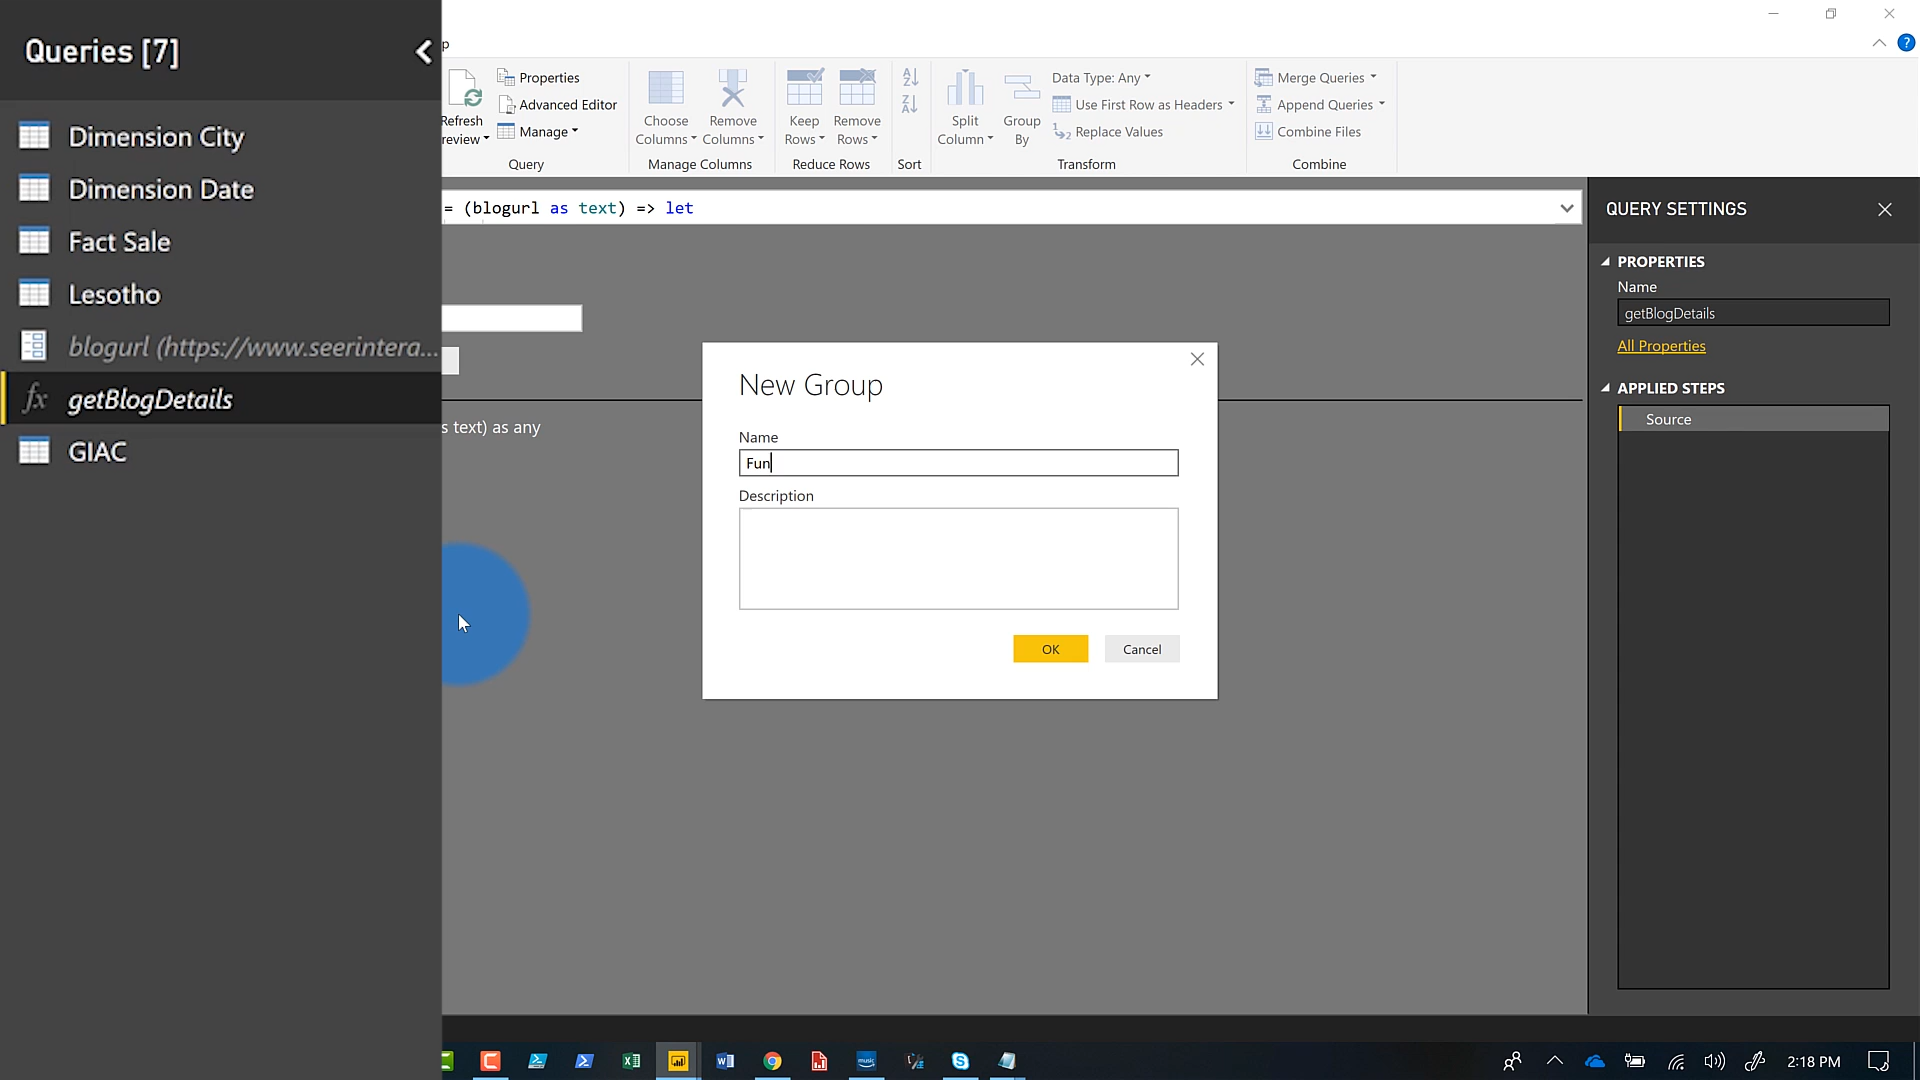 Queries [7]
Dimension City
Dimension Date
Fact Sale
Lesotho
blogurl (https://www.seerintera...
fx getBlogDetails
GIAC
p
?
Refresh
review
Properties
Advanced Editor
Manage
Query
Choose
Columns
Remove
Columns
Manage Columns
Keep
Rows
Remove
Rows
Reduce Rows
Sort
Split
Column
Group
By
Data Type: Any
Use First Row as Headers
Replace Values
Transform
Merge Queries
Append Queries
Combine Files
Combine
= (blogurl as text) => let
s text) as any
New Group
Name
Fun
Description
OK
Cancel
QUERY SETTINGS
PROPERTIES
Name
getBlogDetails
All Properties
APPLIED STEPS
Source
music
2:18 PM